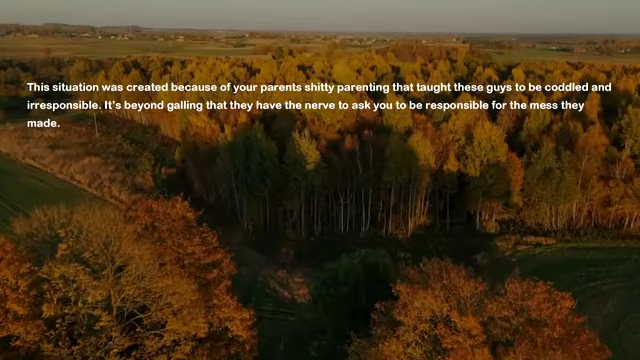 This situation was created because of your parents shitty parenting that taught these guys to be coddled and
irresponsible. It's beyond galling that they have the nerve to ask you to be responsible for the mess they
made.